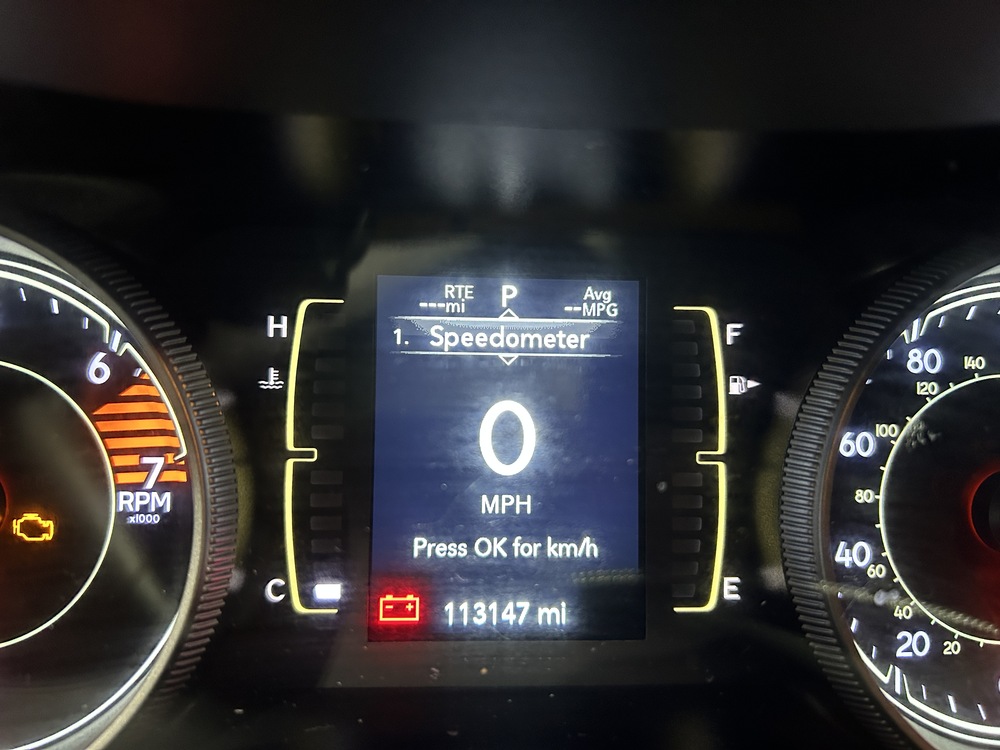 RTE
---mi
P
Avg
--MPG
1. Speedometer
0
MPH
Press OK for km/h
113147 mi
H
C
F
E
6
7
RPM
x1000
80
60
40
20
140
120
100
80
60
40
20